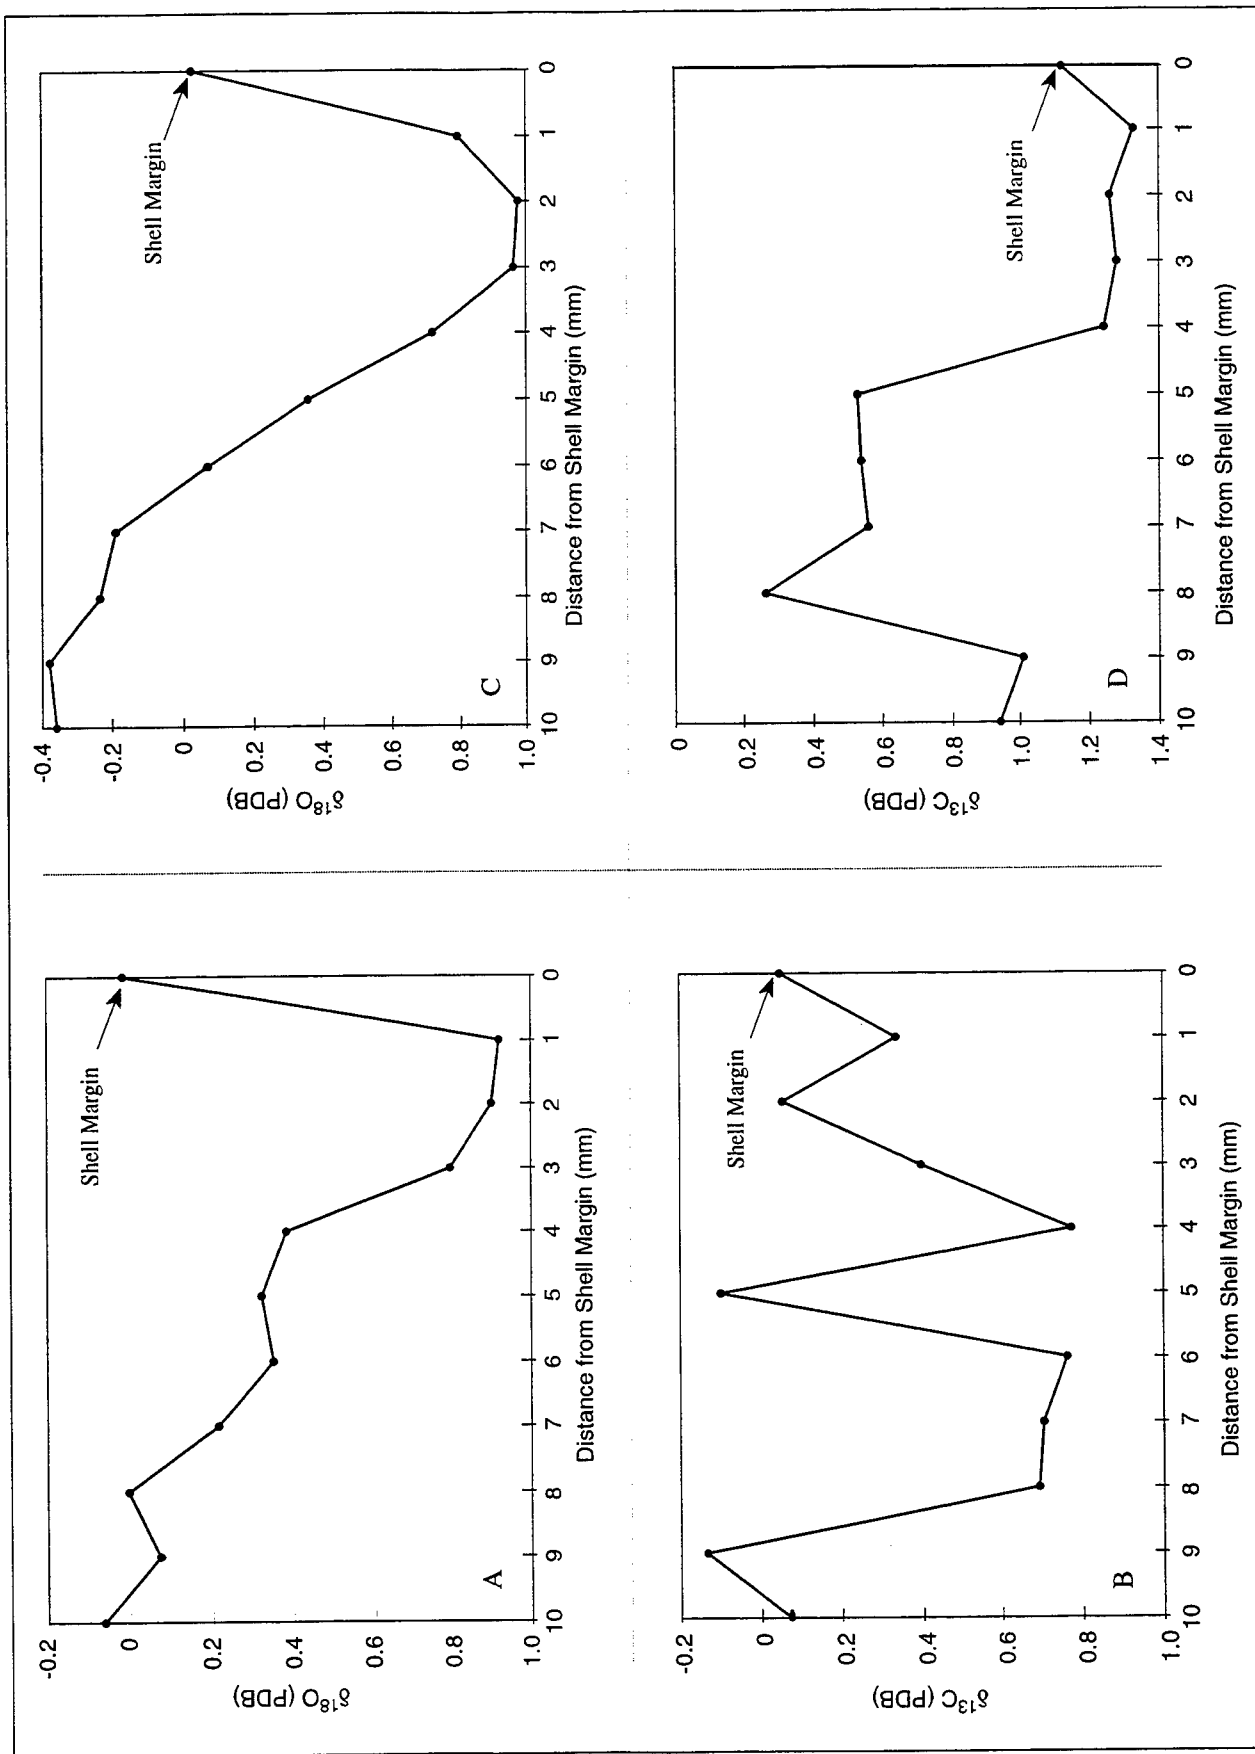 -0.2
0
0.2
0.4
0.6
0.8
1.0
δ18O (PDB)
Shell Margin
A
10 9 8 7 6 5 4 3 2 1 0
Distance from Shell Margin (mm)
-0.4
-0.2
0
0.2
0.4
0.6
0.8
1.0
δ18O (PDB)
Shell Margin
C
10 9 8 7 6 5 4 3 2 1 0
Distance from Shell Margin (mm)
-0.2
0
0.2
0.4
0.6
0.8
1.0
δ13C (PDB)
Shell Margin
B
10 9 8 7 6 5 4 3 2 1 0
Distance from Shell Margin (mm)
0
0.2
0.4
0.6
0.8
1.0
1.2
1.4
δ13C (PDB)
Shell Margin
D
10 9 8 7 6 5 4 3 2 1 0
Distance from Shell Margin (mm)